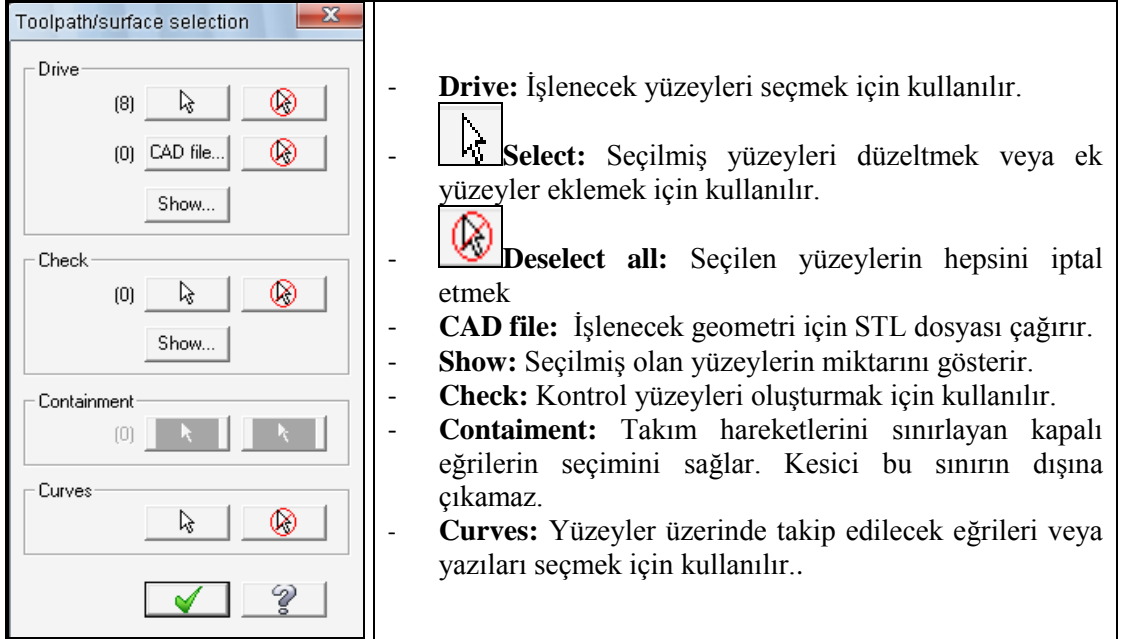 Toolpath/surface selection
Drive
(8)
(0) CAD file...
Show...
Check
(0)
Show...
Containment
(0)
Curves
- Drive: İşlenecek yüzeyleri seçmek için kullanılır.
- Select: Seçilmiş yüzeyleri düzeltmek veya ek
yüzeyler eklemek için kullanılır.
- Deselect all: Seçilen yüzeylerin hepsini iptal
etmek
- CAD file: İşlenecek geometri için STL dosyası çağırır.
- Show: Seçilmiş olan yüzeylerin miktarını gösterir.
- Check: Kontrol yüzeyleri oluşturmak için kullanılır.
- Contaiment: Takım hareketlerini sınırlayan kapalı
eğrilerin seçimini sağlar. Kesici bu sınırın dışına
çıkamaz.
- Curves: Yüzeyler üzerinde takip edilecek eğrileri veya
yazıları seçmek için kullanılır..